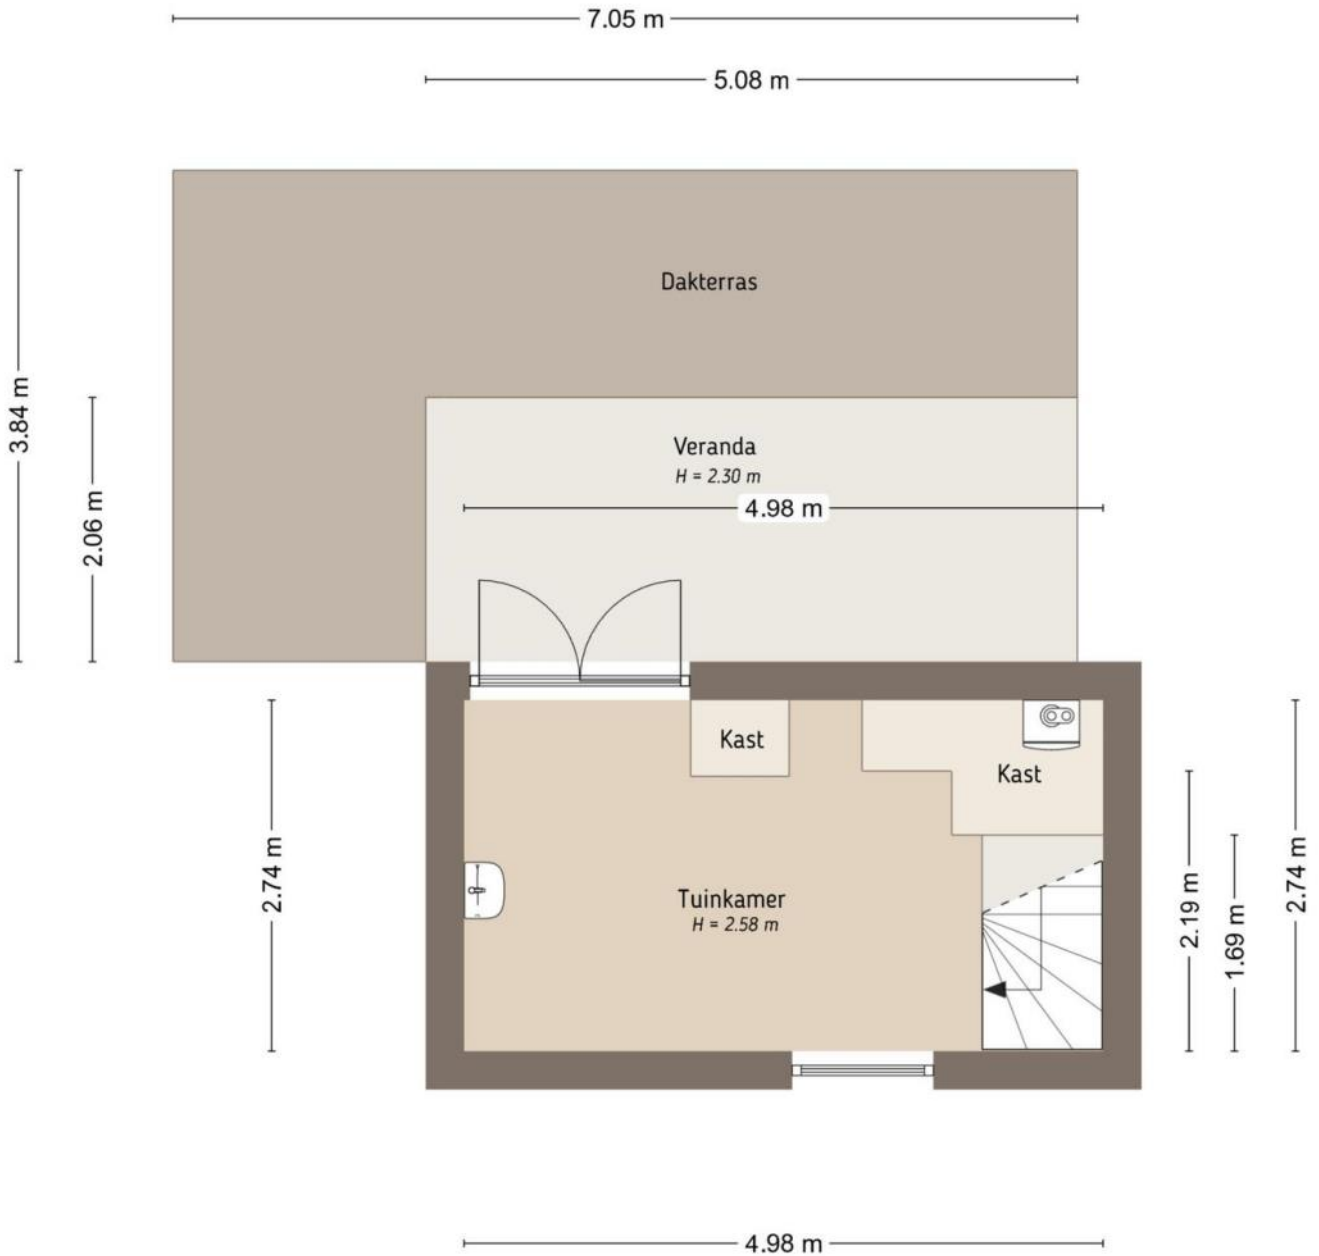 7.05 m
5.08 m
3.84 m
2.06 m
Dakterras
Veranda
H = 2.30 m
4.98 m
Kast
Kast
2.74 m
Tuinkamer
H = 2.58 m
2.19 m
1.69 m
2.74 m
4.98 m